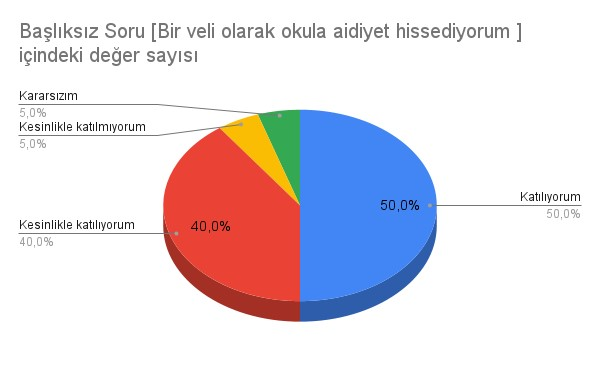 Başlıksız Soru [Bir veli olarak okula aidiyet hissediyorum ]
içindeki değer sayısı
Kararsızım
5,0%
Kesinlikle katılmıyorum
5,0%
Kesinlikle katılıyorum
40,0%
40,0%
50,0%
Katılıyorum
50,0%